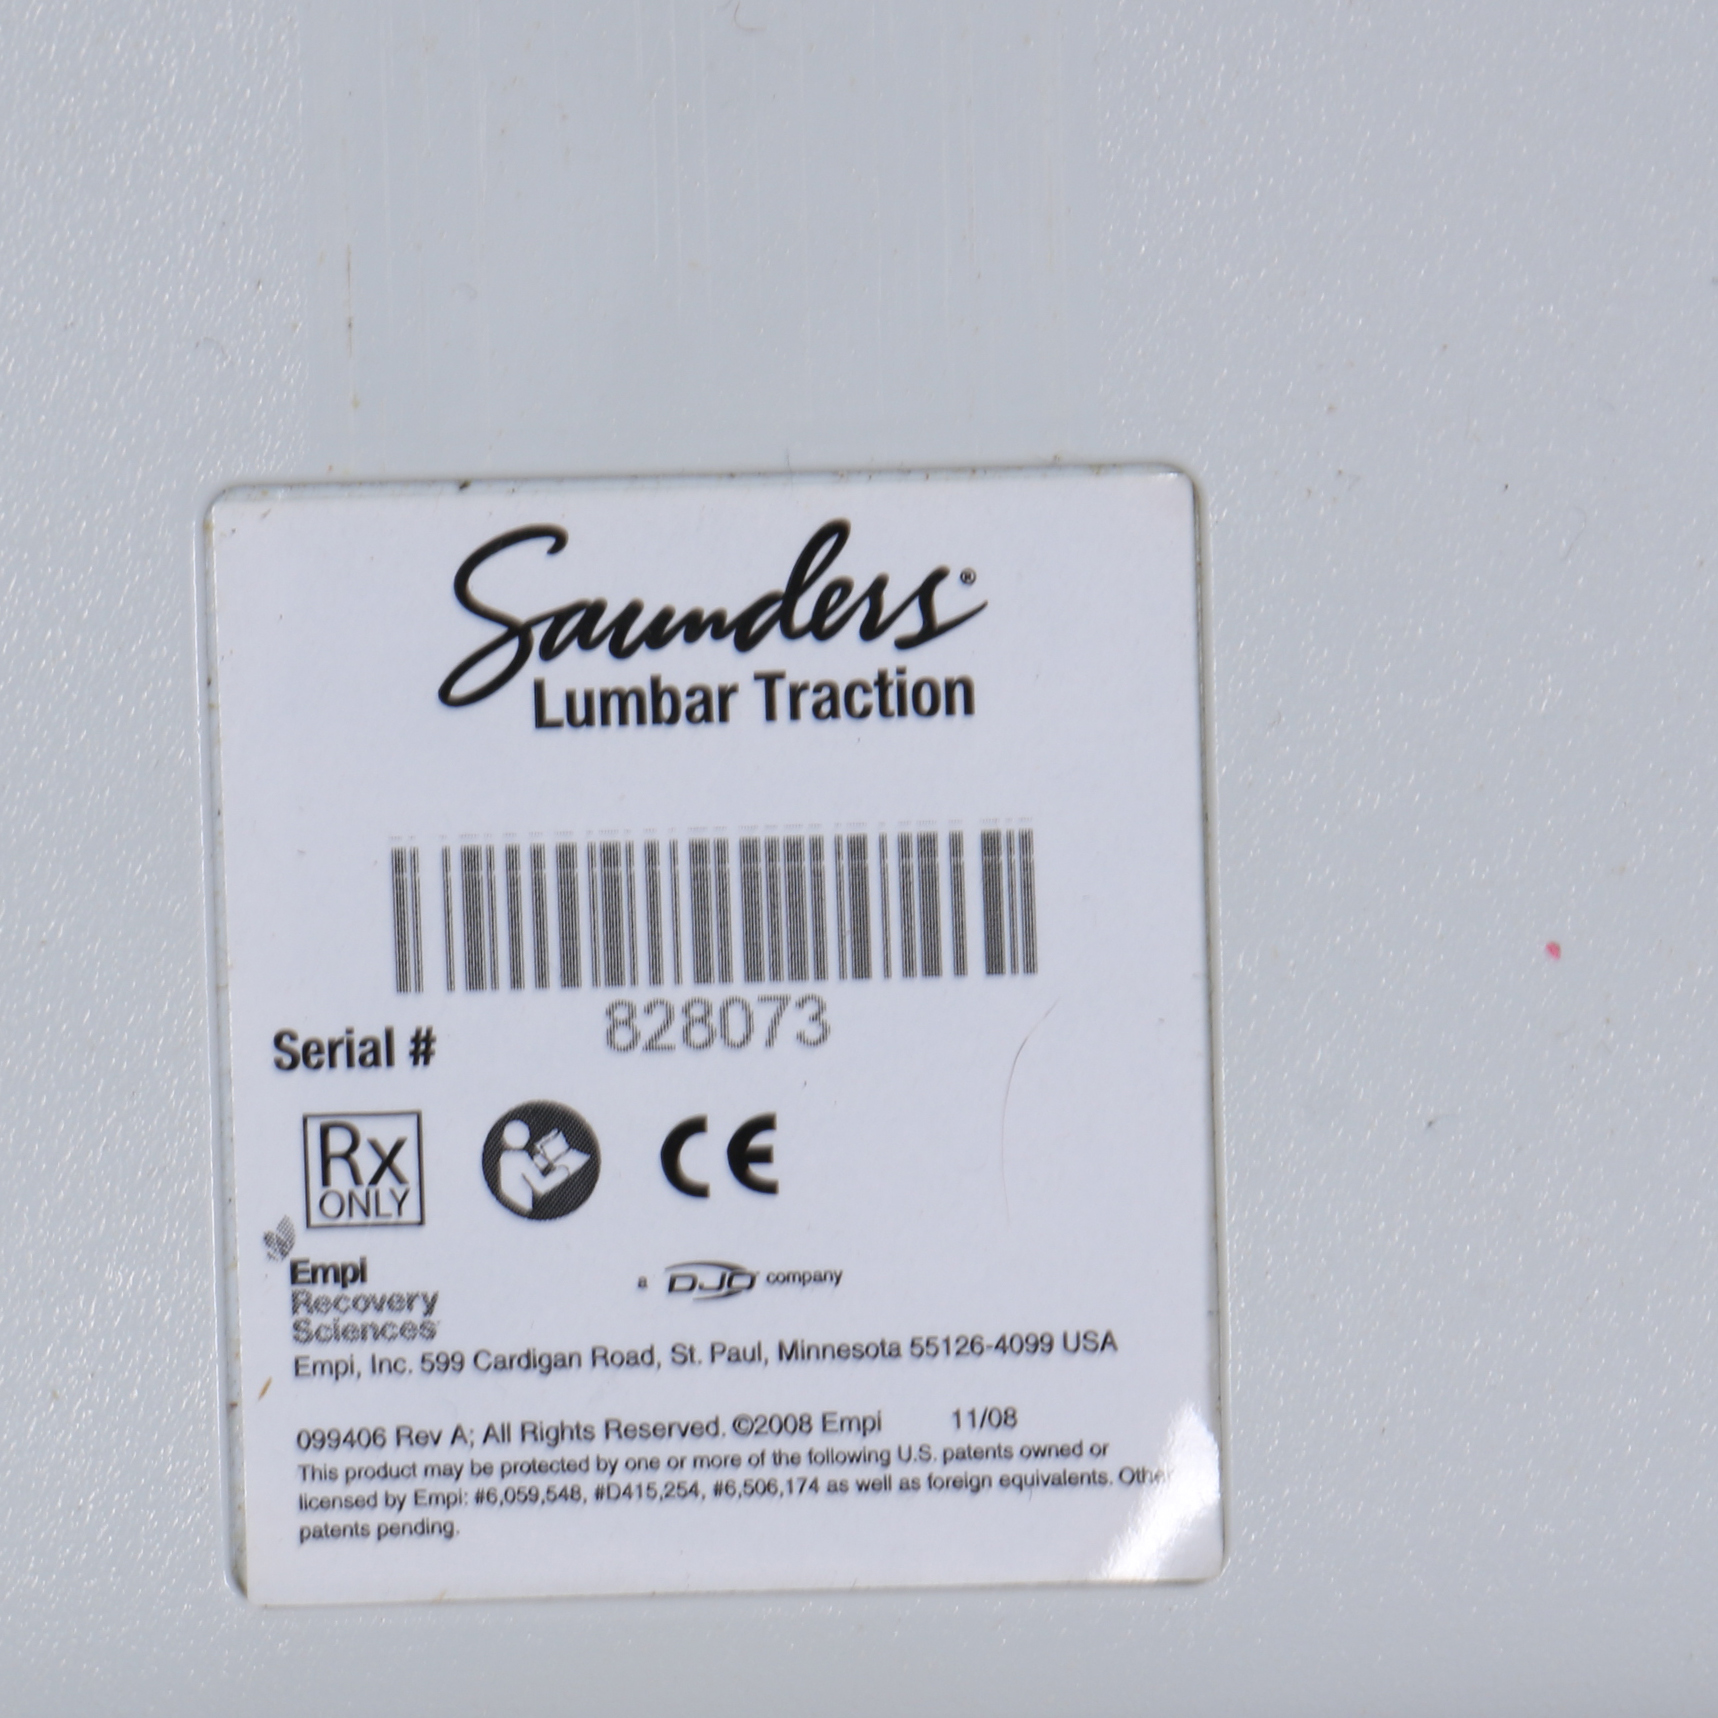 Saunders®
Lumbar Traction
828073
Serial #
Rx
ONLY
CE
Empi
Recovery
Sciences
a DJO company
Empi, Inc. 599 Cardigan Road, St. Paul, Minnesota 55126-4099 USA
099406 Rev A; All Rights Reserved. ©2008 Empi 11/08
This product may be protected by one or more of the following U.S. patents owned or
licensed by Empi: #6,059,548, #D415,254, #6,506,174 as well as foreign equivalents. Other
patents pending.